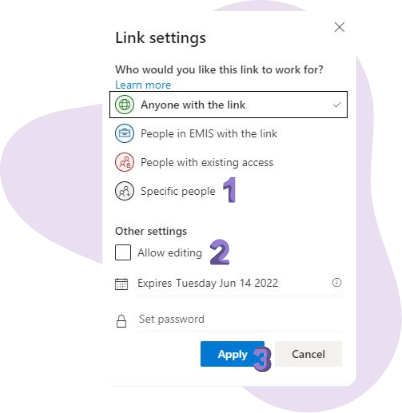 Link settings
Who would you like this link to work for?
Learn more
Anyone with the link
People in EMIS with the link
People with existing access
Specific people 1
Other settings
Allow editing 2
Expires Tuesday Jun 14 2022
Set password
Apply 3 Cancel